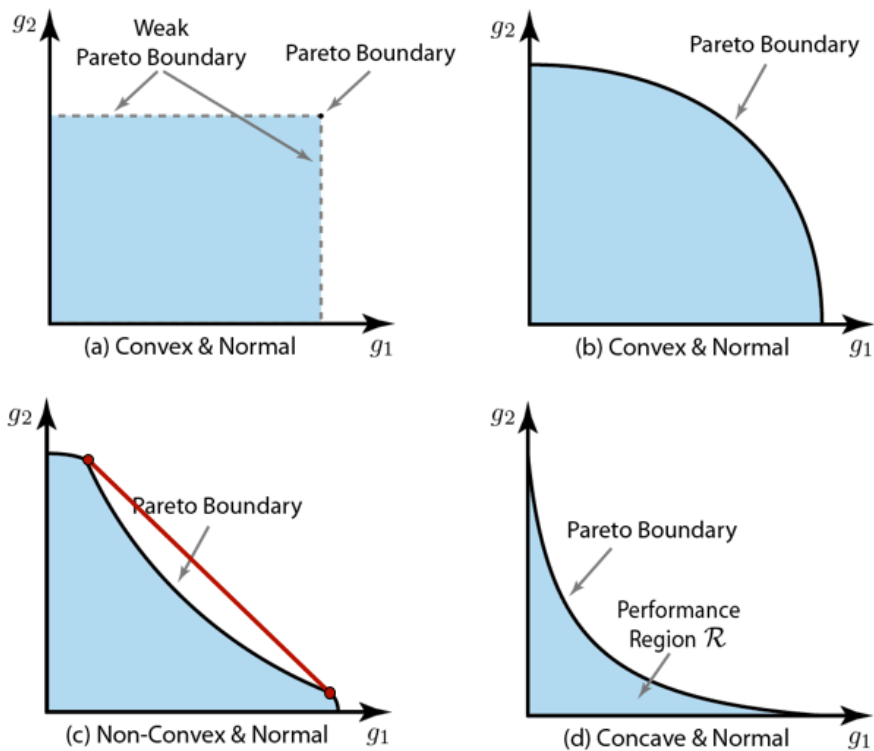 g₂
Weak
Pareto Boundary
Pareto Boundary
(a) Convex & Normal
g₁
g₂
Pareto Boundary
(b) Convex & Normal
g₁
g₂
Pareto Boundary
(c) Non-Convex & Normal
g₁
g₂
Pareto Boundary
Performance
Region ℛ
(d) Concave & Normal
g₁